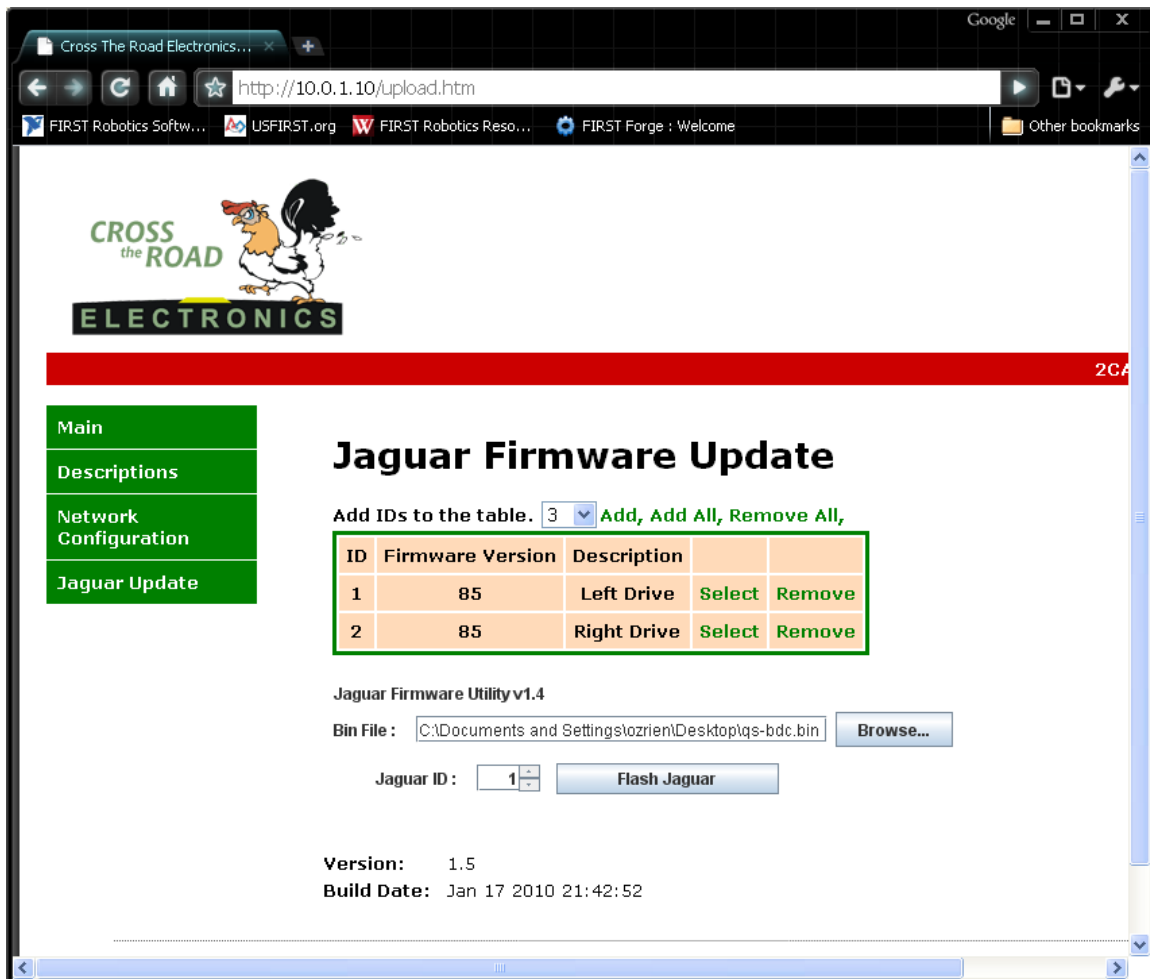 Google
Cross The Road Electronics...
http://10.0.1.10/upload.htm
FIRST Robotics Softw... USFIRST.org FIRST Robotics Reso... FIRST Forge : Welcome Other bookmarks
CROSS
the ROAD
ELECTRONICS
2CA
Main
Descriptions
Network
Configuration
Jaguar Update
Jaguar Firmware Update
Add IDs to the table. 3 Add, Add All, Remove All,
ID Firmware Version Description
1 85 Left Drive Select Remove
2 85 Right Drive Select Remove
Jaguar Firmware Utility v1.4
Bin File : C:\Documents and Settings\ozrien\Desktop\qs-bdc.bin Browse...
Jaguar ID : 1 Flash Jaguar
Version: 1.5
Build Date: Jan 17 2010 21:42:52